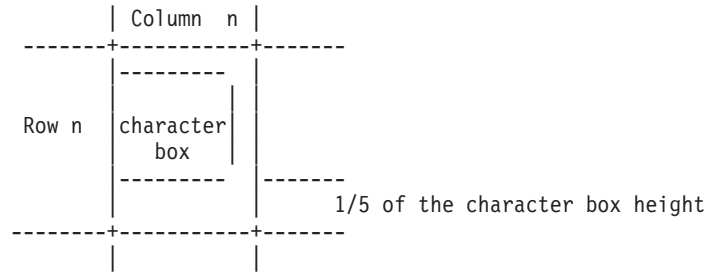 Column n
Row n
character
box
1/5 of the character box height